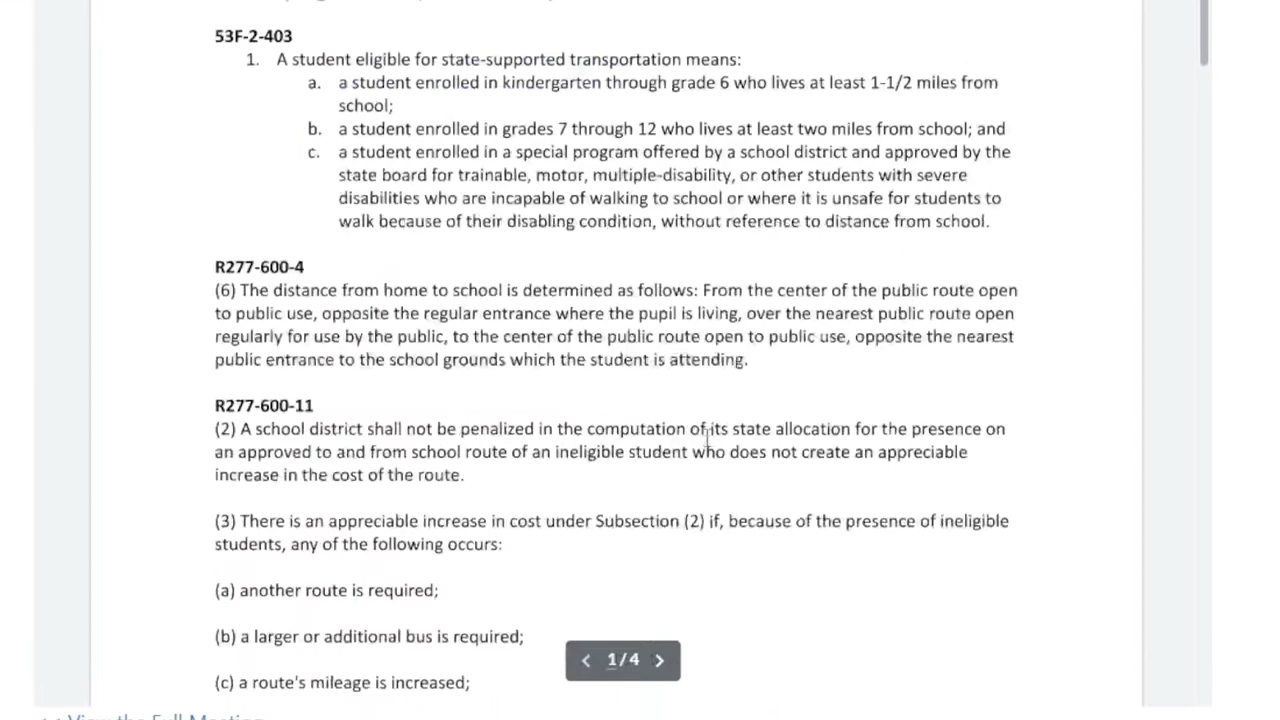 53F-2-403
1. A student eligible for state-supported transportation means:
a. a student enrolled in kindergarten through grade 6 who lives at least 1-1/2 miles from
school;
b. a student enrolled in grades 7 through 12 who lives at least two miles from school; and
c. a student enrolled in a special program offered by a school district and approved by the
state board for trainable, motor, multiple-disability, or other students with severe
disabilities who are incapable of walking to school or where it is unsafe for students to
walk because of their disabling condition, without reference to distance from school.
R277-600-4
(6) The distance from home to school is determined as follows: From the center of the public route open
to public use, opposite the regular entrance where the pupil is living, over the nearest public route open
regularly for use by the public, to the center of the public route open to public use, opposite the nearest
public entrance to the school grounds which the student is attending.
R277-600-11
(2) A school district shall not be penalized in the computation of its state allocation for the presence on
an approved to and from school route of an ineligible student who does not create an appreciable
increase in the cost of the route.
(3) There is an appreciable increase in cost under Subsection (2) if, because of the presence of ineligible
students, any of the following occurs:
(a) another route is required;
(b) a larger or additional bus is required;
(c) a route's mileage is increased;
< 1/4 >
View the Full Meeting